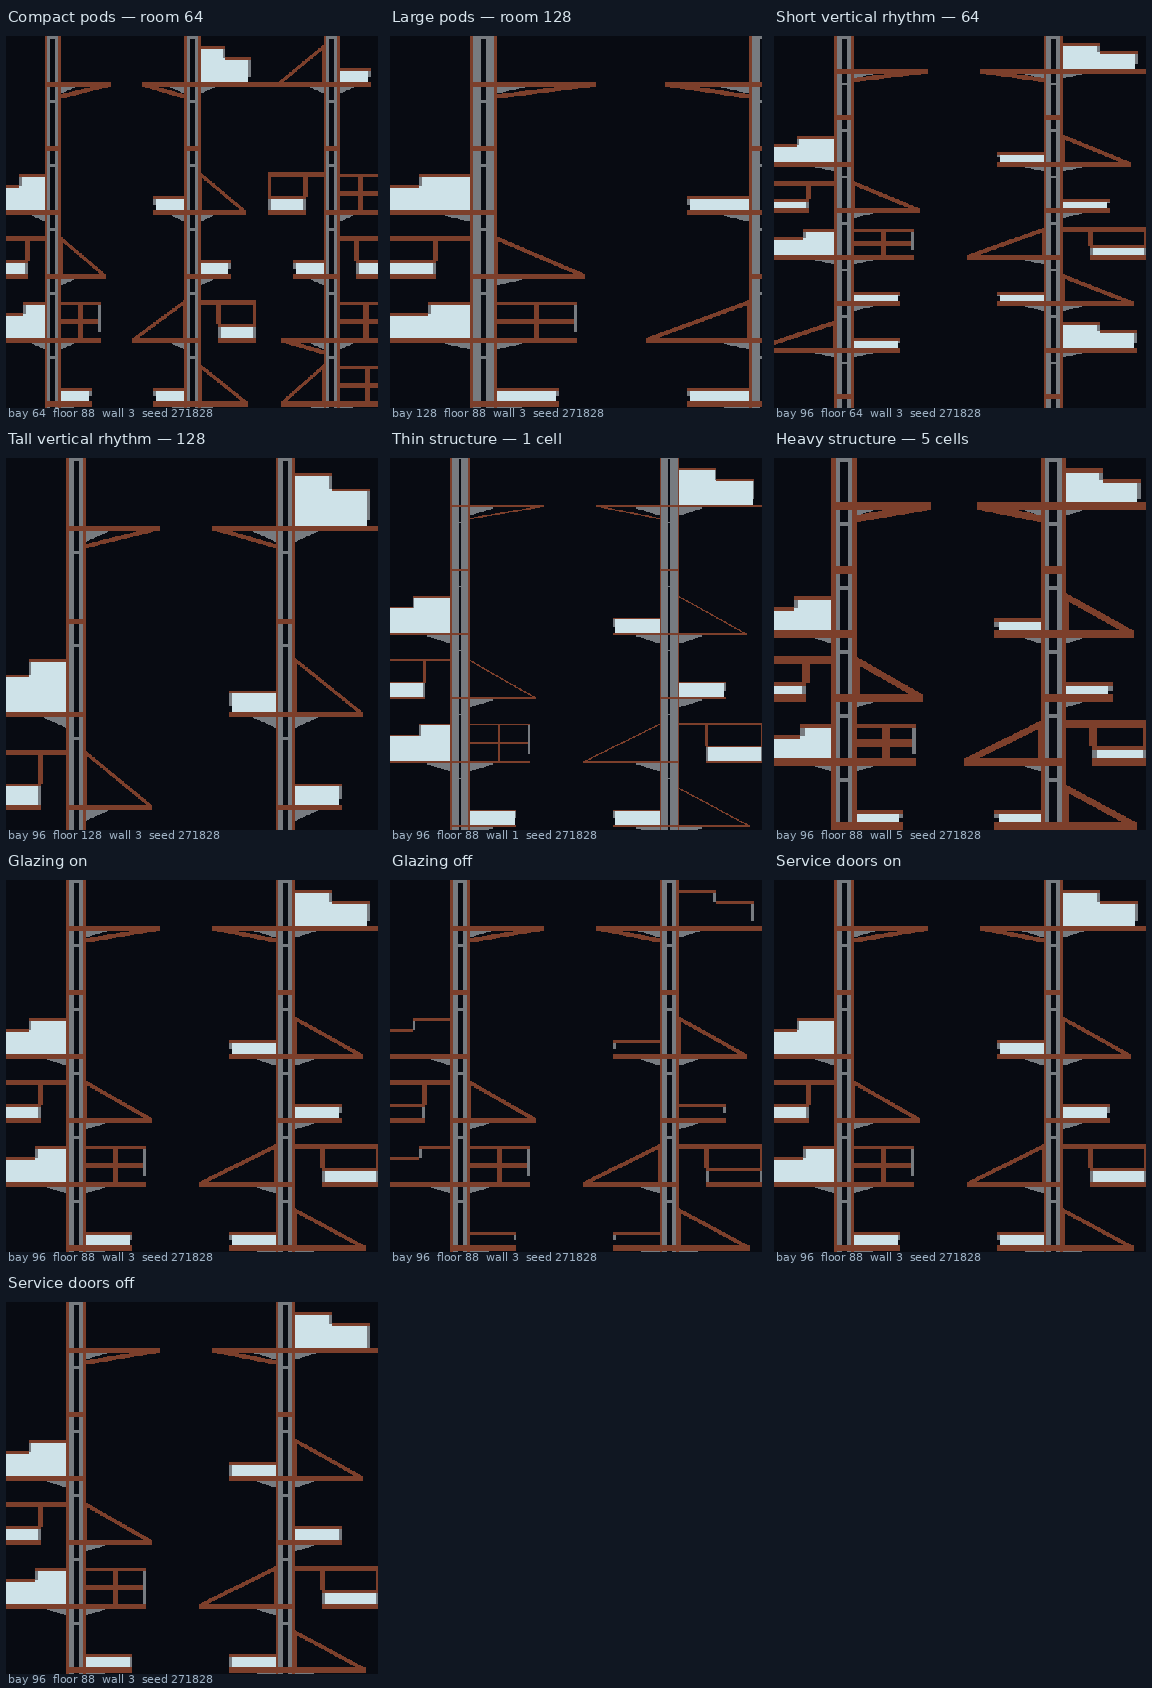 Compact pods — room 64
Large pods — room 128
Short vertical rhythm — 64
bay 64 floor 88 wall 3 seed 271828
bay 128 floor 88 wall 3 seed 271828
bay 96 floor 64 wall 3 seed 271828
Tall vertical rhythm — 128
Thin structure — 1 cell
Heavy structure — 5 cells
bay 96 floor 128 wall 3 seed 271828
bay 96 floor 88 wall 1 seed 271828
bay 96 floor 88 wall 5 seed 271828
Glazing on
Glazing off
Service doors on
bay 96 floor 88 wall 3 seed 271828
bay 96 floor 88 wall 3 seed 271828
bay 96 floor 88 wall 3 seed 271828
Service doors off
bay 96 floor 88 wall 3 seed 271828